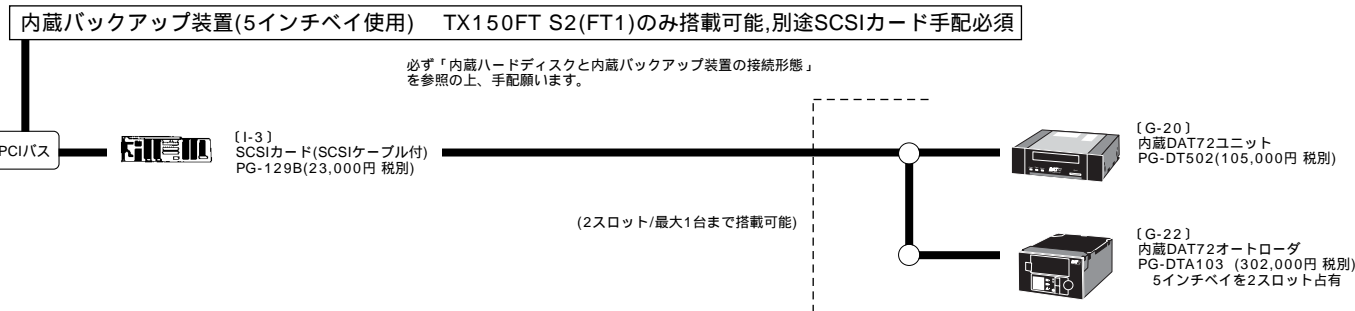 内蔵バックアップ装置(5インチベイ使用)　TX150FT S2(FT1)のみ搭載可能,別途SCSIカード手配必須
必ず「内蔵ハードディスクと内蔵バックアップ装置の接続形態」
を参照の上、手配願います。
PCIバス
〔I-3〕
SCSIカード(SCSIケーブル付)
PG-129B(23,000円 税別)
(2スロット/最大1台まで搭載可能)
〔G-20〕
内蔵DAT72ユニット
PG-DT502(105,000円 税別)
〔G-22〕
内蔵DAT72オートローダ
PG-DTA103 (302,000円 税別)
5インチベイを2スロット占有